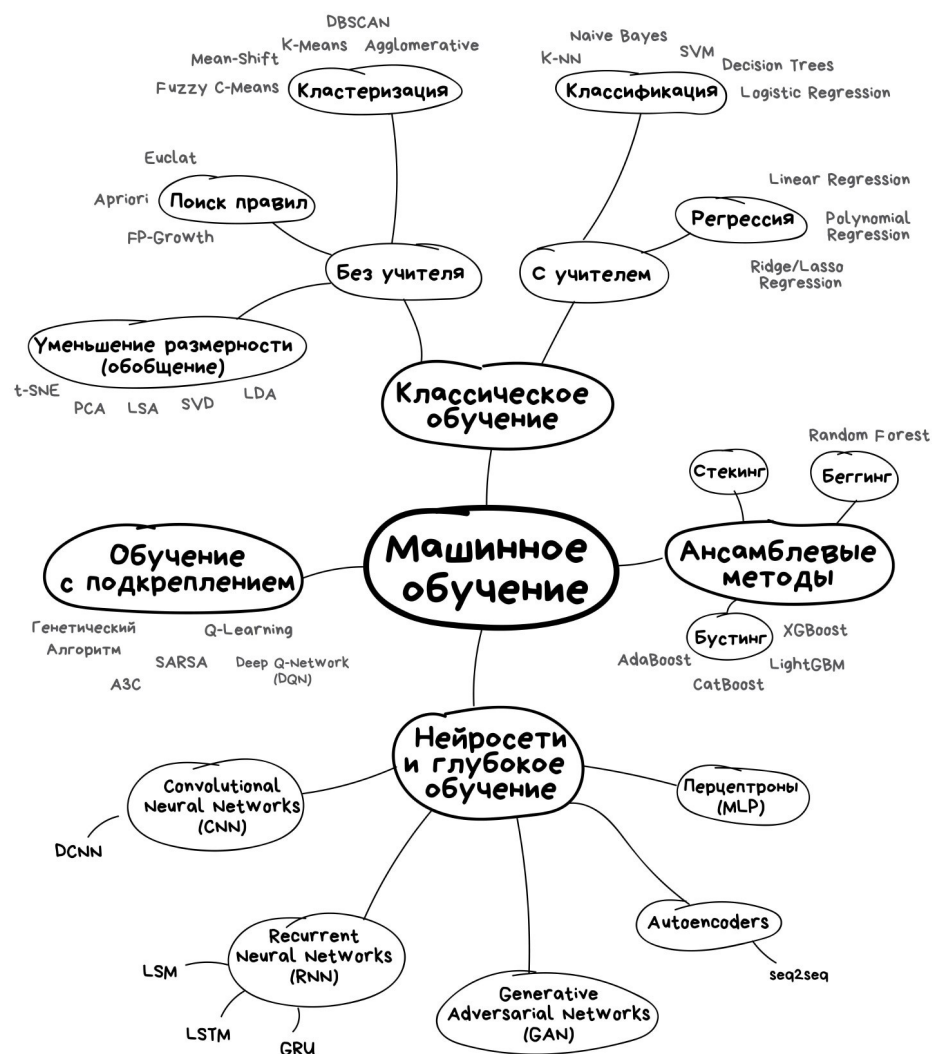 DBSCAN
K-Means
Agglomerative
Mean-Shift
Fuzzy C-Means
Кластеризация
Naive Bayes
SVM
K-NN
Decision Trees
Классификация
Logistic Regression
Euclat
Apriori
Поиск правил
FP-Growth
Linear Regression
Регрессия
Polynomial
Regression
Ridge/Lasso
Regression
Без учителя
С учителем
Уменьшение размерности
(обобщение)
t-SNE
PCA
LSA
SVD
LDA
Классическое
обучение
Random Forest
Стекинг
Беггинг
Машинное
обучение
Обучение
с подкреплением
Генетический
Алгоритм
Q-Learning
SARSA
Deep Q-Network
(DQN)
A3C
Ансамблевые
методы
Бустинг
XGBoost
AdaBoost
LightGBM
CatBoost
Нейросети
и глубокое
обучение
Convolutional
Neural Networks
(CNN)
DCNN
Перцептроны
(MLP)
Autoencoders
seq2seq
Recurrent
Neural Networks
(RNN)
LSM
LSTM
GRU
Generative
Adversarial Networks
(GAN)